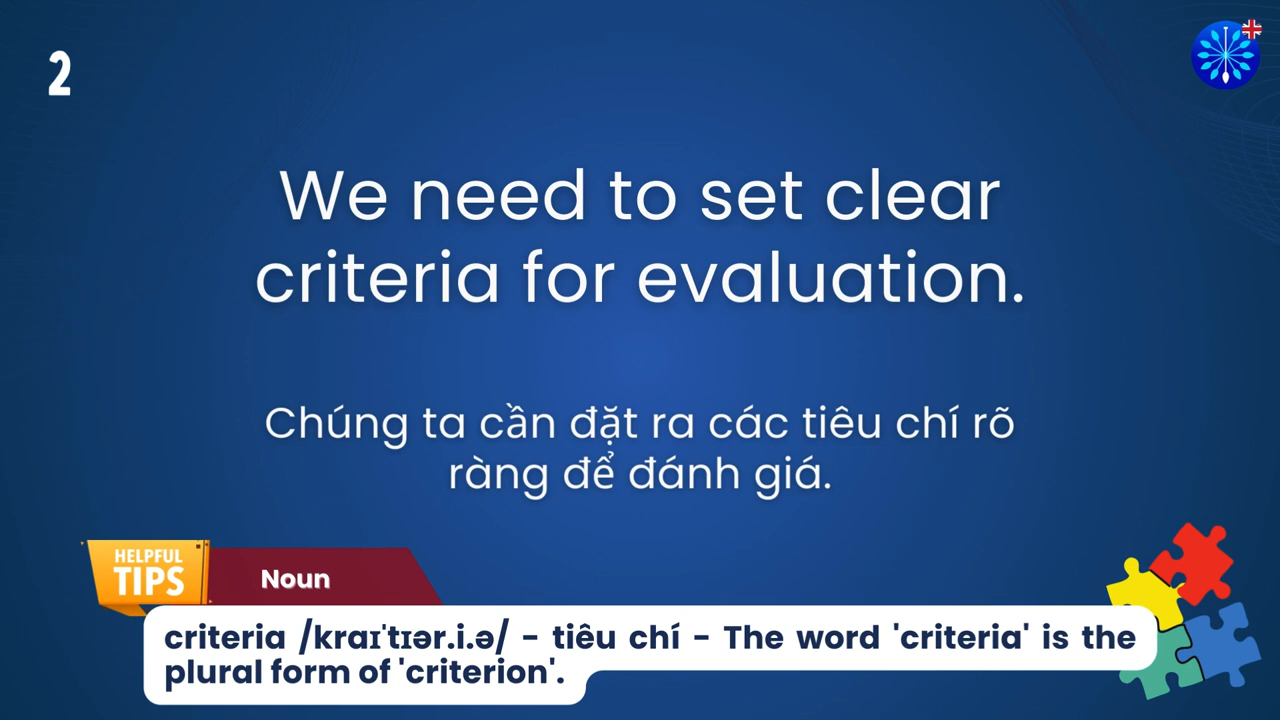 2
We need to set clear
criteria for evaluation.
Chúng ta cần đặt ra các tiêu chí rõ
ràng để đánh giá.
HELPFUL
TIPS
Noun
criteria /kraɪˈtɪər.i.ə/ - tiêu chí - The word 'criteria' is the
plural form of 'criterion'.